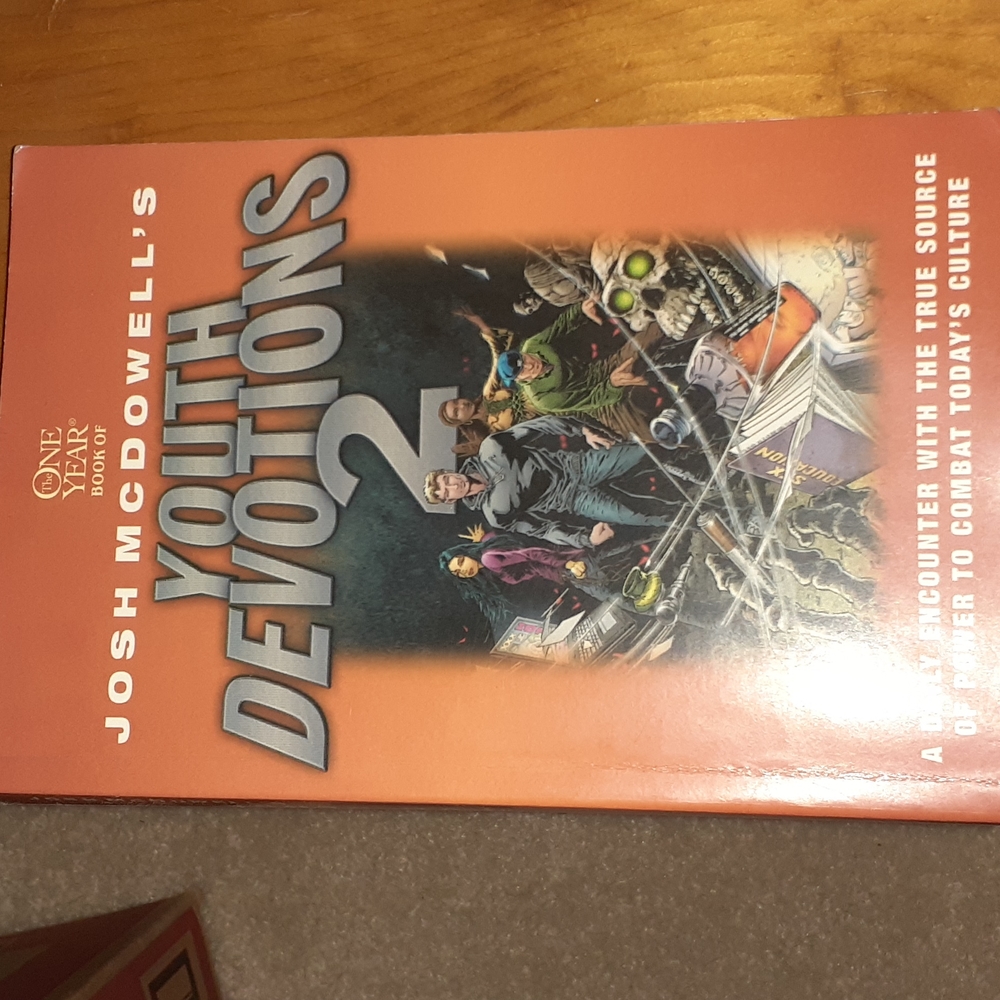 The ONE
YEAR®
BOOK OF
JOSH MCDOWELL'S
YOUTH
DEVOTIONS
2
SEX
EDUCATION
A DAILY ENCOUNTER WITH THE TRUE SOURCE
OF POWER TO COMBAT TODAY'S CULTURE